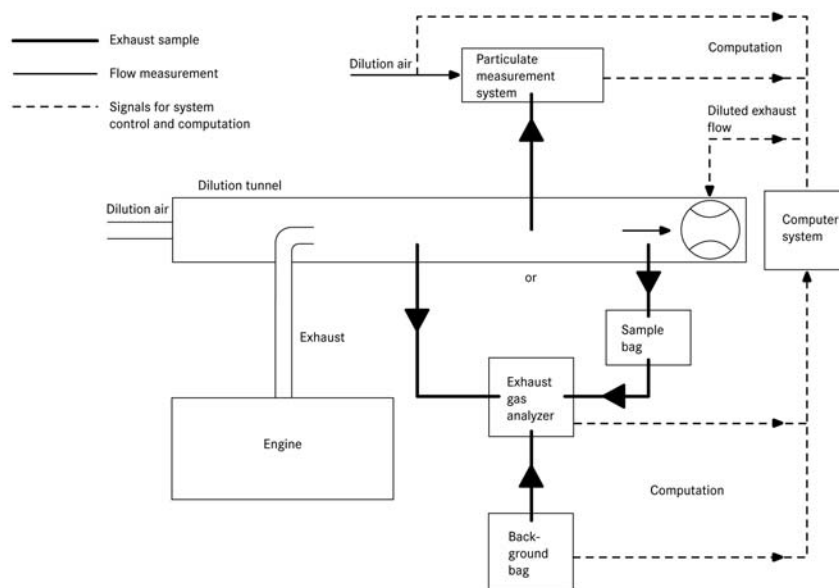 Exhaust sample
Flow measurement
Signals for system
control and computation
Dilution air
Particulate
measurement
system
Computation
Diluted exhaust
flow
Dilution tunnel
Dilution air
Computer
system
or
Exhaust
Sample
bag
Exhaust
gas
analyzer
Engine
Computation
Back-
ground
bag